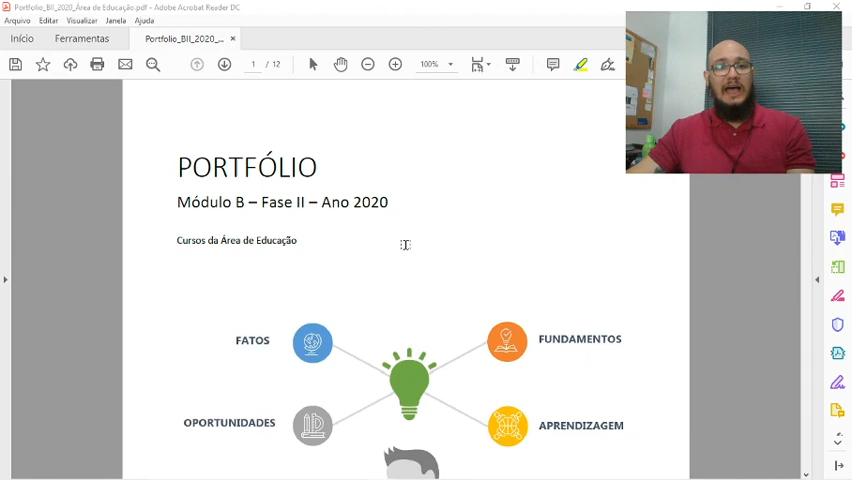 Portfolio_BII_2020_Área de Educação.pdf - Adobe Acrobat Reader DC
Arquivo Editar Visualizar Janela Ajuda
Início Ferramentas Portfolio_BII_2020_...
1 / 12 100%
PORTFÓLIO
Módulo B – Fase II – Ano 2020
Cursos da Área de Educação
FATOS FUNDAMENTOS
OPORTUNIDADES APRENDIZAGEM